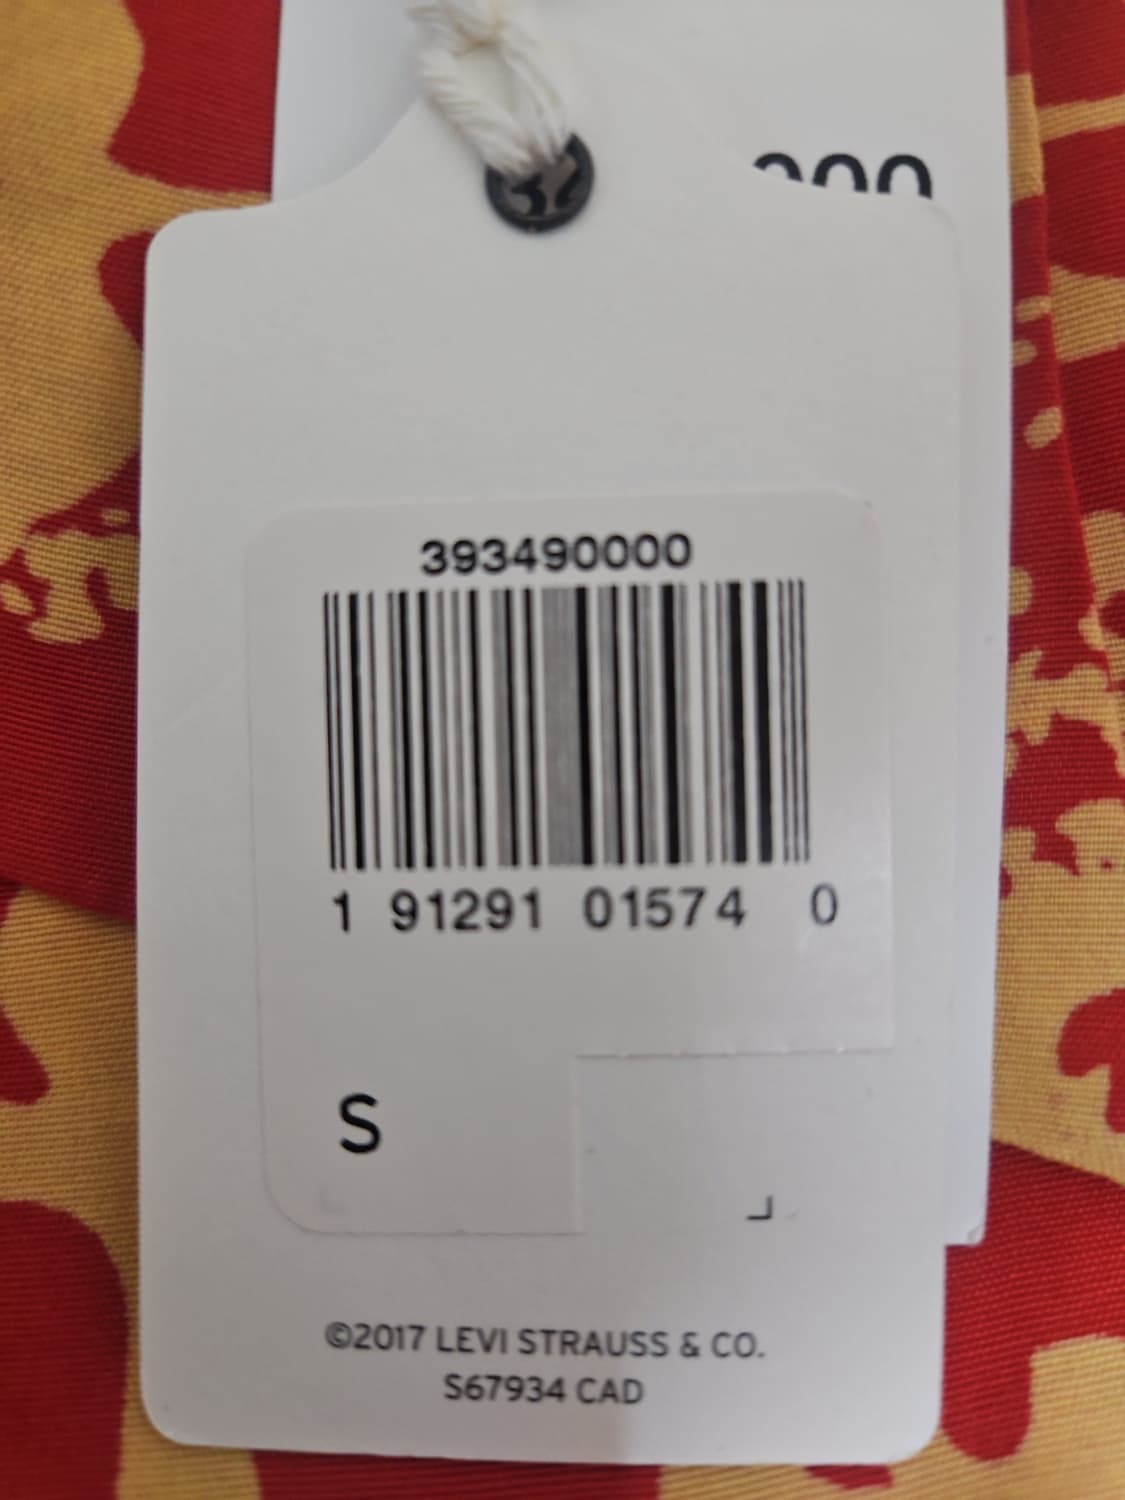 393490000
1 91291 01574 0
S
©2017 LEVI STRAUSS & CO.
S67934 CAD